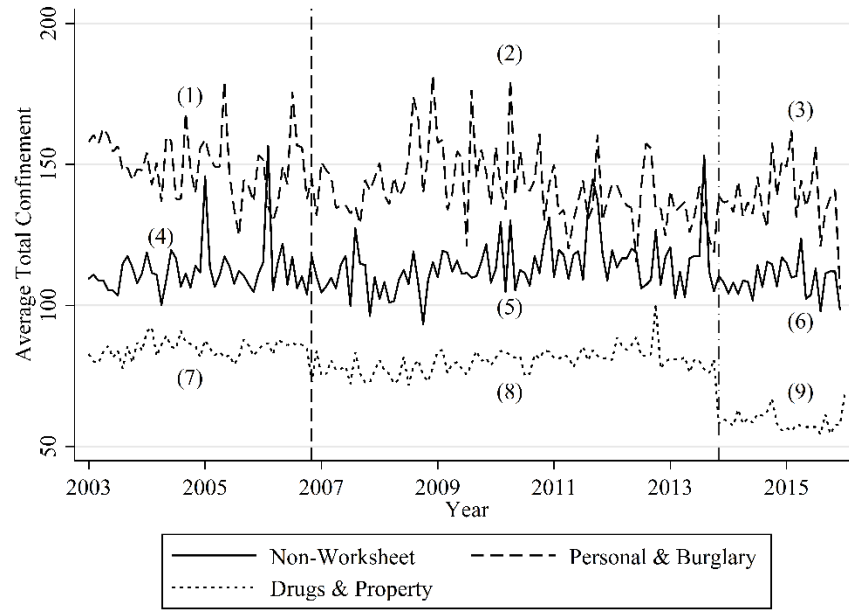 200
(2)
(1)
(3)
150
Average Total Confinement
(4)
100
(5)
(6)
(7)
(8)
(9)
50
2003 2005 2007 2009 2011 2013 2015
Year
Non-Worksheet Personal & Burglary
Drugs & Property